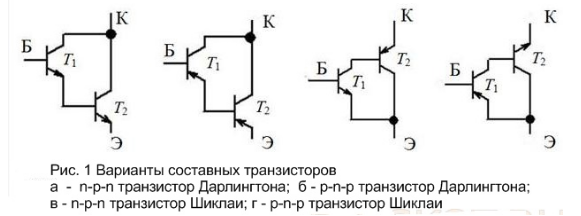 К К К К
Б T1 Б T1 Б T2 Б T2
T2 T2 T1 T1
Э Э Э Э
Рис. 1 Варианты составных транзисторов
а - n-p-n транзистор Дарлингтона; б - p-n-p транзистор Дарлингтона;
в - n-p-n транзистор Шиклаи; г - p-n-p транзистор Шиклаи